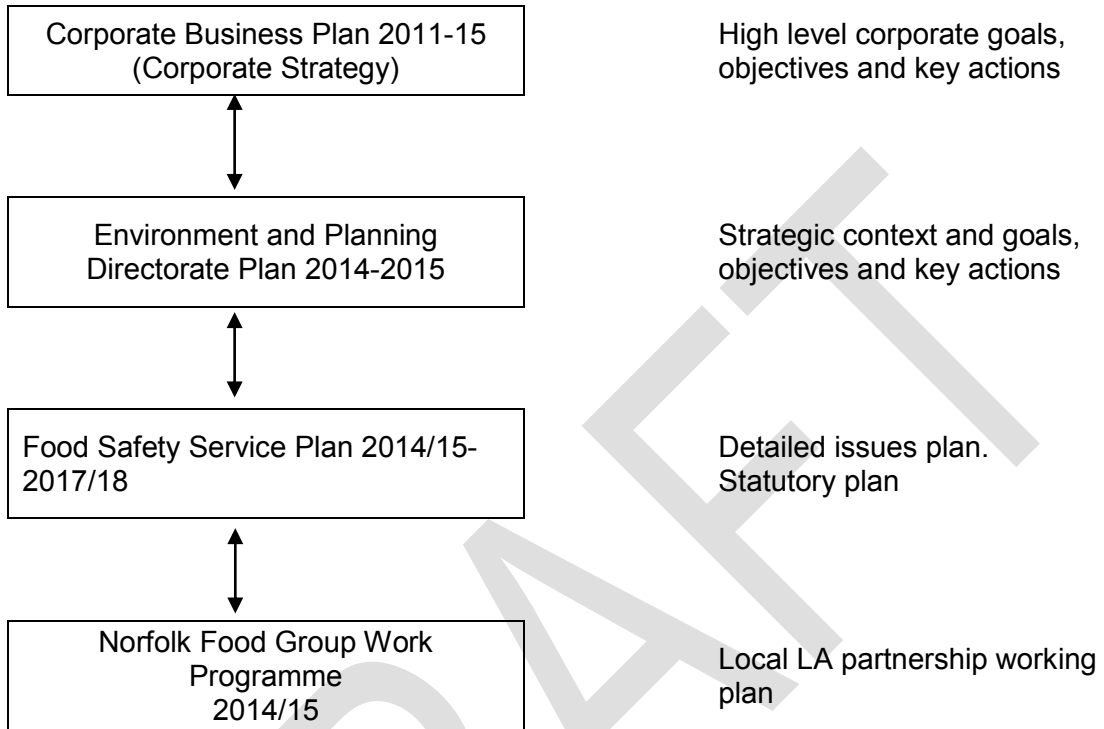 Corporate Business Plan 2011-15
(Corporate Strategy)
High level corporate goals,
objectives and key actions
Environment and Planning
Directorate Plan 2014-2015
Strategic context and goals,
objectives and key actions
Food Safety Service Plan 2014/15-
2017/18
Detailed issues plan.
Statutory plan
Norfolk Food Group Work
Programme
2014/15
Local LA partnership working
plan
DRAFT